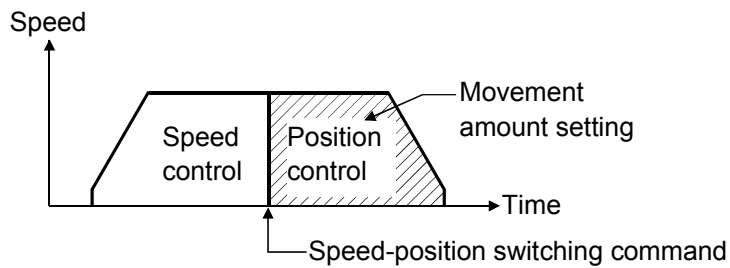 Speed
Movement
amount setting
Speed
control
Position
control
Time
Speed-position switching command